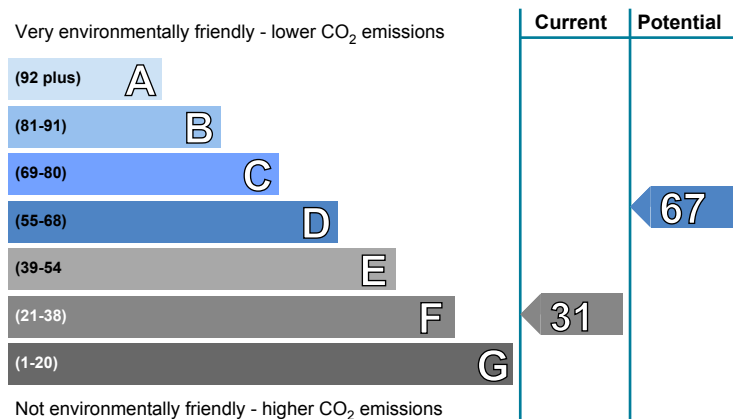 Current Potential
Very environmentally friendly - lower CO₂ emissions
(92 plus) A
(81-91) B
(69-80) C
(55-68) D
67
(39-54 E
(21-38) F
31
(1-20) G
Not environmentally friendly - higher CO₂ emissions